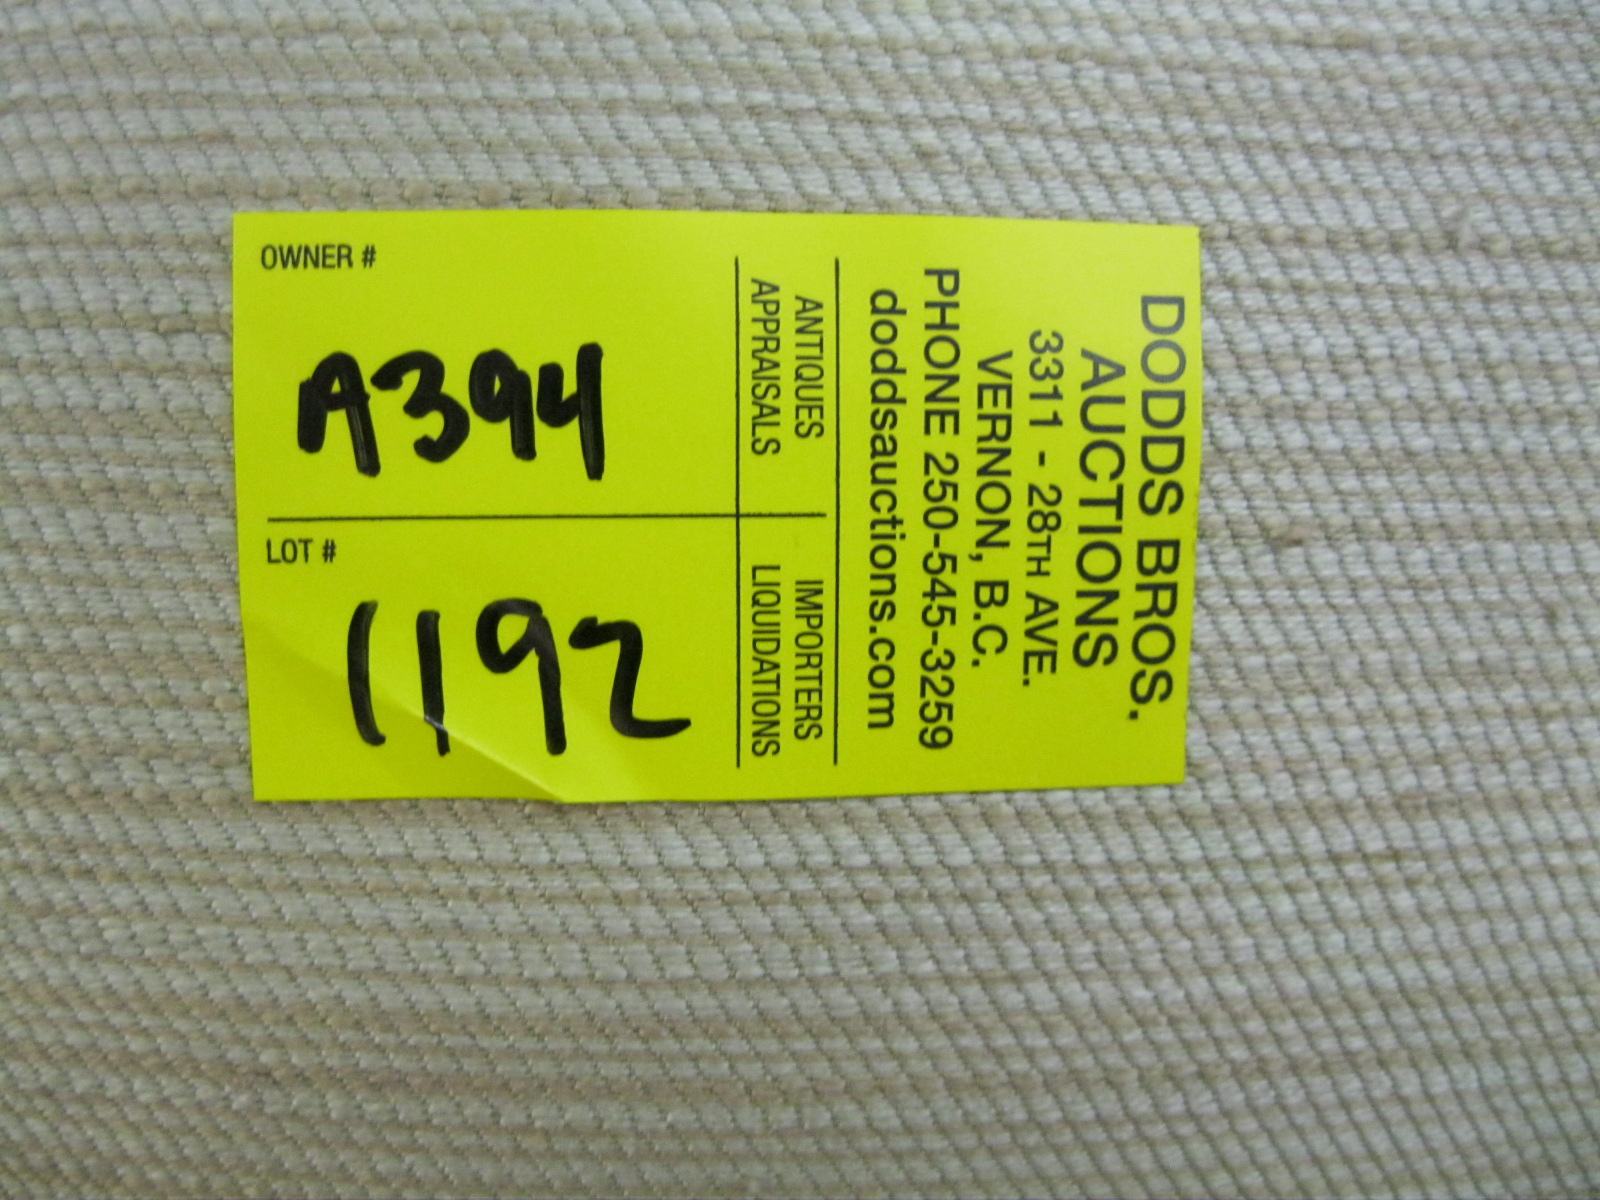 OWNER #
A394
LOT #
1192
DODDS BROS.
AUCTIONS
3311 - 28TH AVE.
VERNON, B.C.
PHONE 250-545-3259
doddsauctions.com
ANTIQUES IMPORTERS
APPRAISALS LIQUIDATIONS